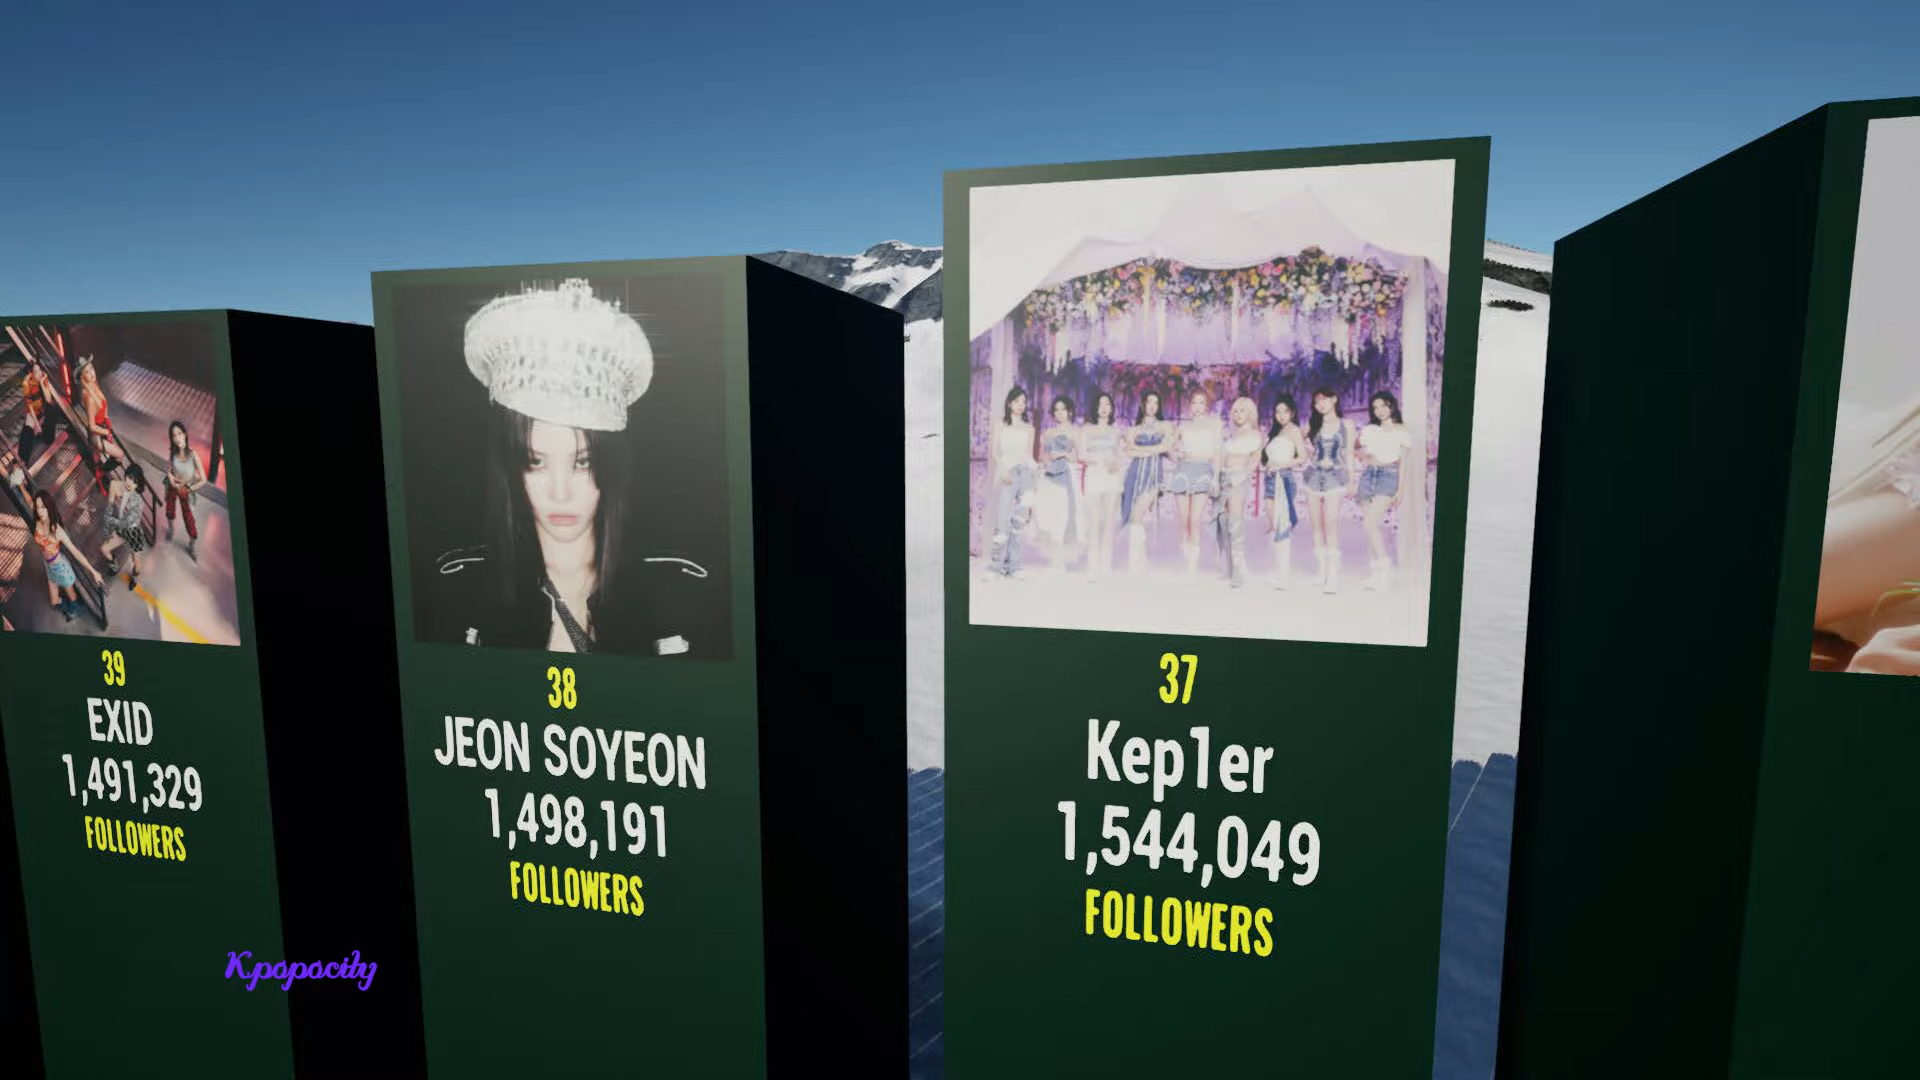 39
EXID
1,491,329
FOLLOWERS
38
JEON SOYEON
1,498,191
FOLLOWERS
37
Kep1er
1,544,049
FOLLOWERS
Kpopocity